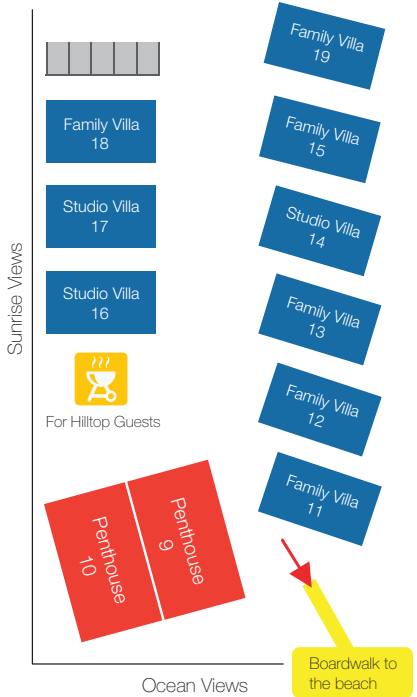 Family Villa
19
Family Villa
18
Family Villa
15
Studio Villa
17
Studio Villa
14
Studio Villa
16
Family Villa
13
Sunrise Views
For Hilltop Guests
Family Villa
12
Family Villa
11
Penthouse
9
Penthouse
10
Boardwalk to
the beach
Ocean Views